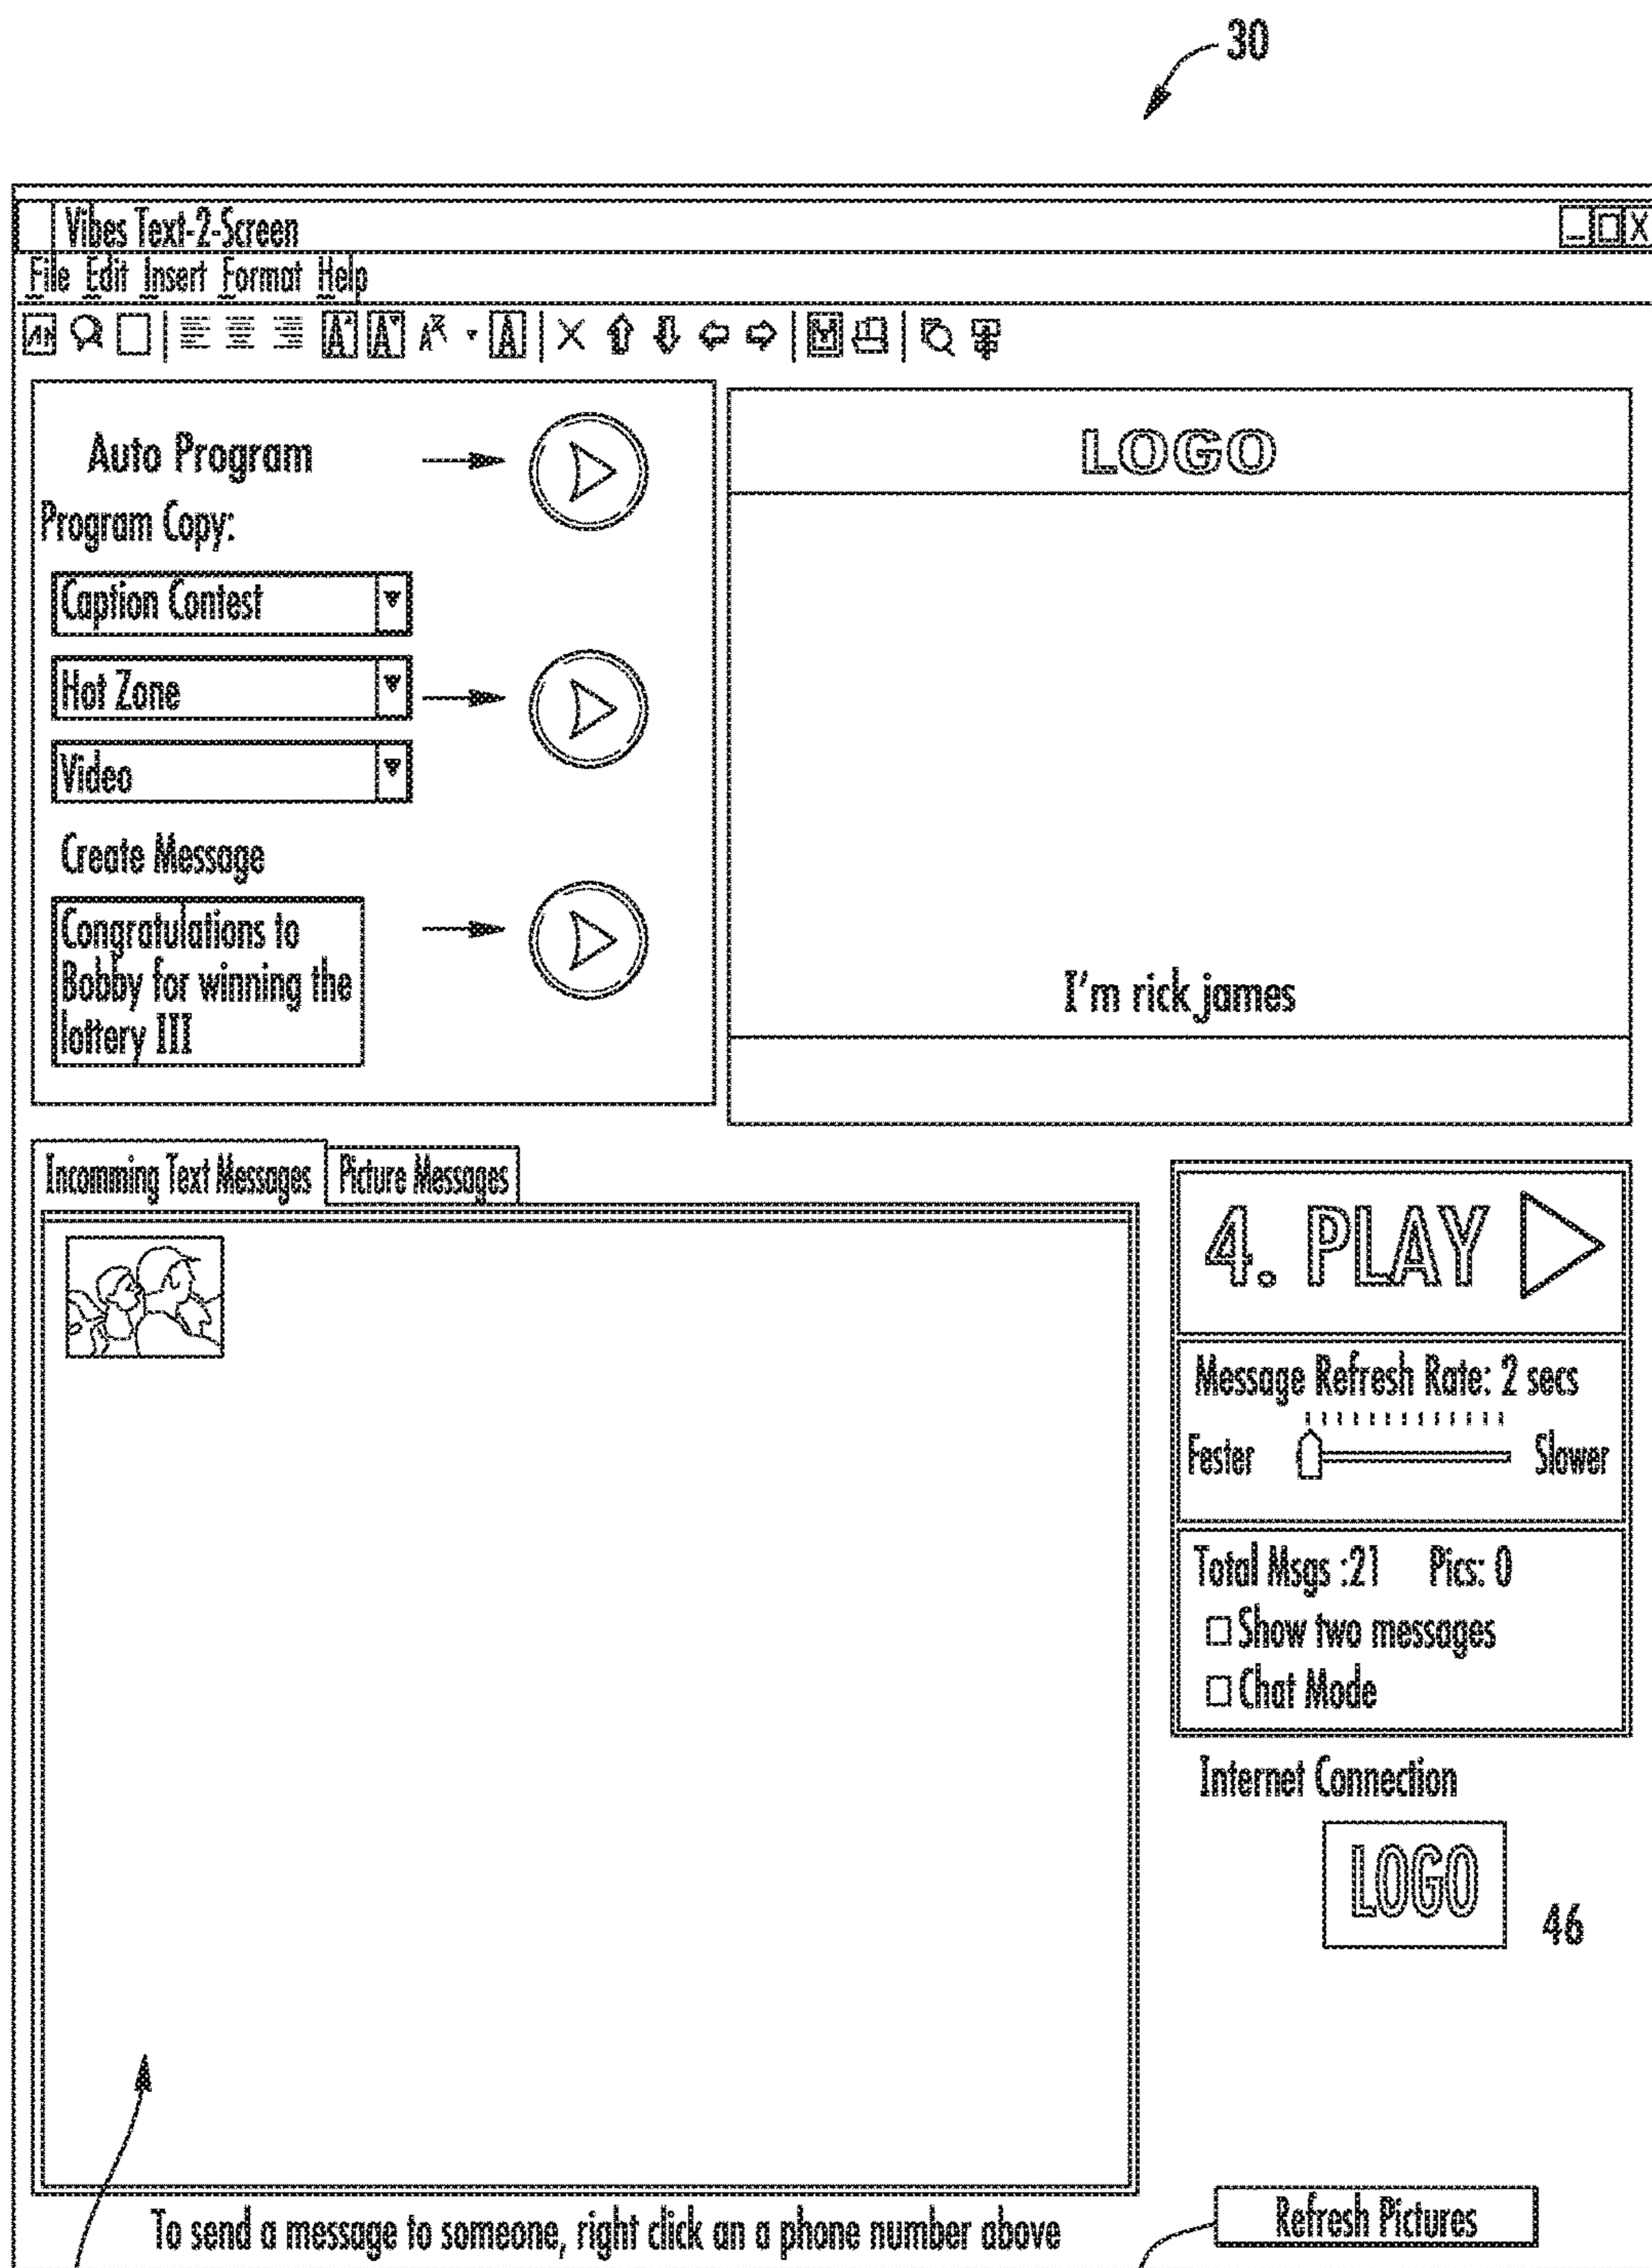 30
Vibes Text-2-Screen
File Edit Insert Format Help
Auto Program
Program Copy:
Caption Contest
Hot Zone
Video
Create Message
Congratulations to
Bobby for winning the
lottery III
LOGO
I'm rick james
Incomming Text Messages
Picture Messages
4. PLAY
Message Refresh Rate: 2 secs
Fester Slower
Total Msgs :21 Pics: 0
Show two messages
Chat Mode
Internet Connection
LOGO
46
To send a message to someone, right click an a phone number above
Refresh Pictures